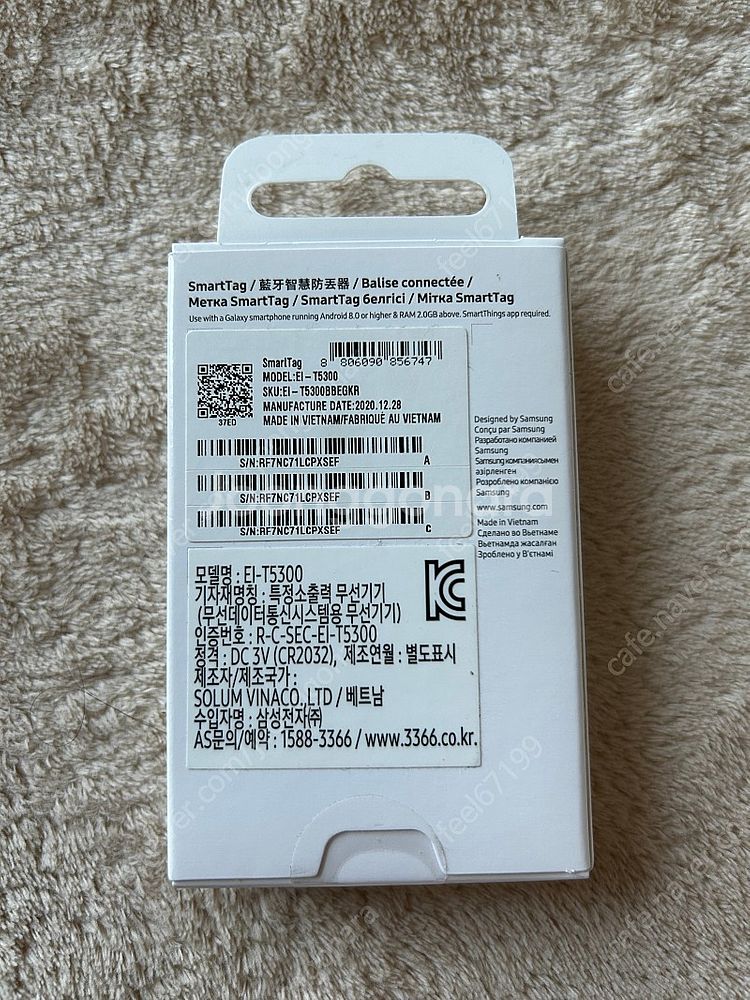 SmartTag / 藍牙智慧防丟器 / Balise connectée /
Метка SmartTag / SmartTag белгісі / Мітка SmartTag
Use with a Galaxy smartphone running Android 8.0 or higher & RAM 2.0GB above. SmartThings app required.
SmartTag
8 806090 856747
MODEL:EI-T5300
SKU:EI-T5300BBEGKR
MANUFACTURE DATE:2020.12.28
MADE IN VIETNAM/FABRIQUÉ AU VIETNAM
37ED
S/N:RF7NC71LCPXSEF A
S/N:RF7NC71LCPXSEF B
S/N:RF7NC71LCPXSEF C
Designed by Samsung
Conçu par Samsung
Разработано компанией
Samsung
Samsung компаниясымен
әзірленген
Розроблено компанією
Samsung
www.samsung.com
Made in Vietnam
Сделано во Вьетнаме
Вьетнамда жасалған
Зроблено у В'єтнамі
모델명 : EI-T5300
기자재명칭 : 특정소출력 무선기기
(무선데이터통신시스템용 무선기기)
인증번호 : R-C-SEC-EI-T5300
정격 : DC 3V (CR2032), 제조연월 : 별도표시
제조자/제조국가 :
SOLUM VINACO.,LTD / 베트남
수입자명 : 삼성전자㈜
AS문의/예약 : 1588-3366 / www.3366.co.kr.